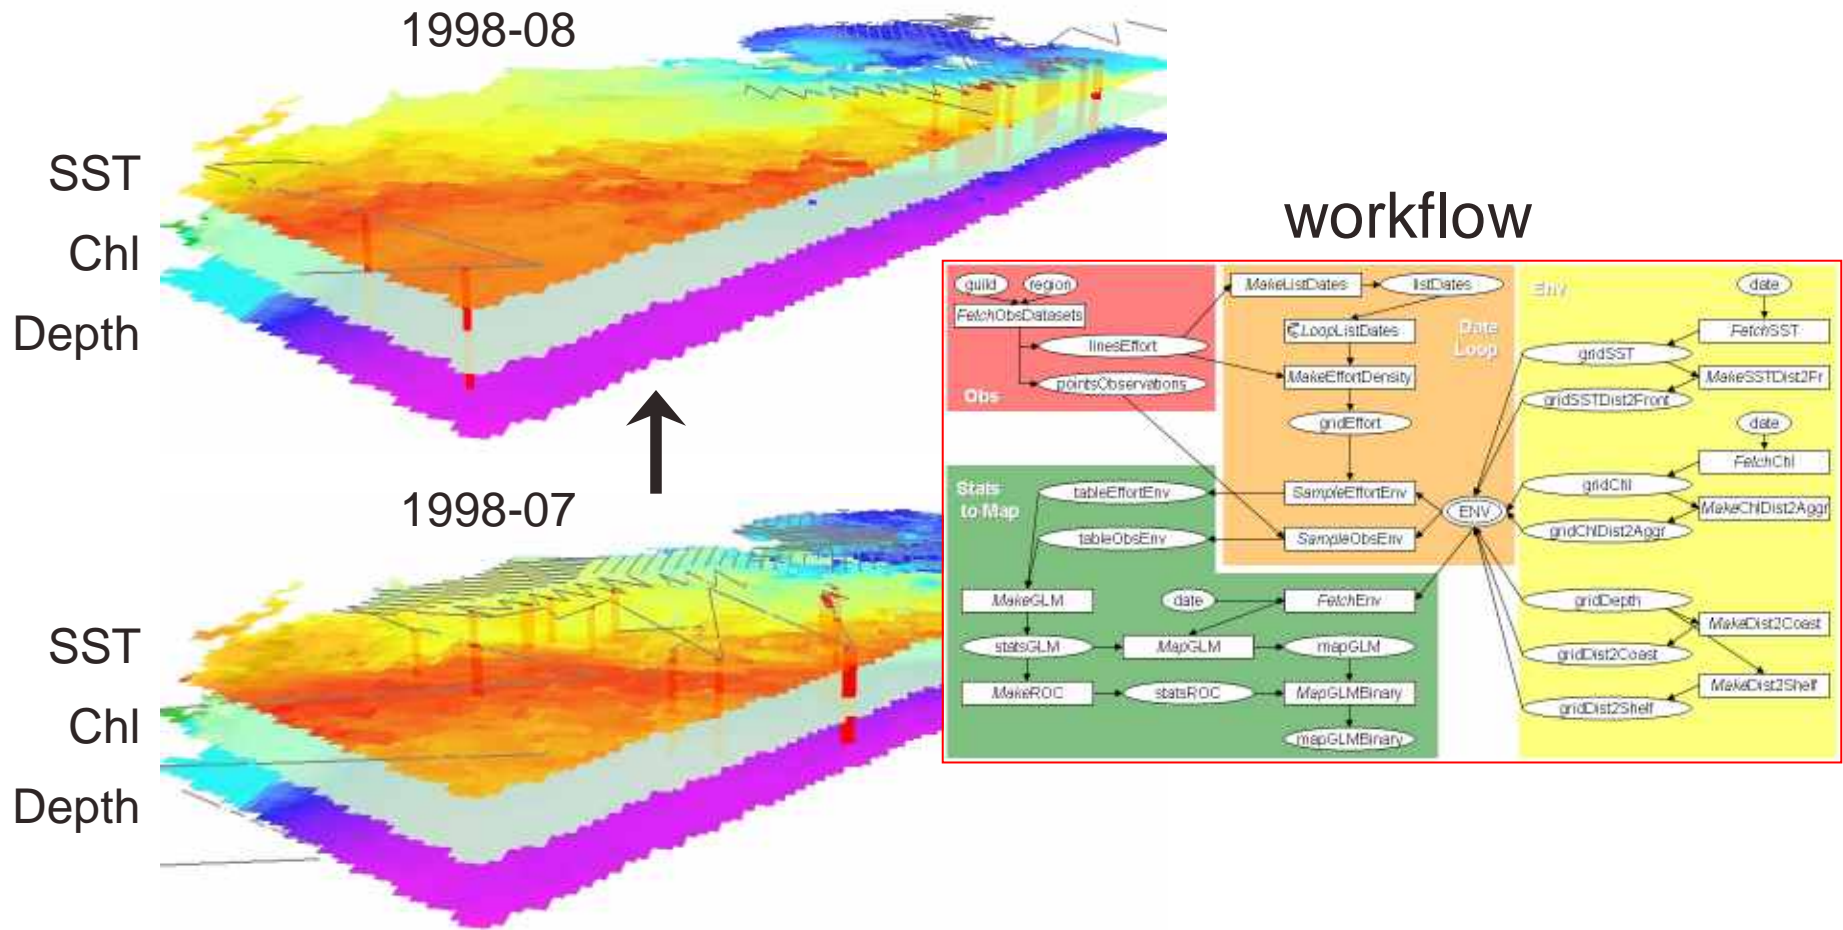 1998-08
SST
Chl
Depth
1998-07
SST
Chl
Depth
workflow
guild
region
FetchObsDatasets
linesEffort
pointsObservations
Obs
MakeListDates
listDates
LoopListDates
Date
Loop
MakeEffortDensity
gridEffort
SampleEffortEnv
SampleObsEnv
ENV
Env
date
FetchSST
gridSST
MakeSSTDist2Fr
gridSSTDist2Front
date
FetchChl
gridChl
MakeChlDist2Aggr
gridChlDist2Aggr
gridDepth
MakeDist2Coast
gridDist2Coast
MakeDist2Shelf
gridDist2Shelf
Stats
to Map
tableEffortEnv
tableObsEnv
MakeGLM
date
FetchEnv
statsGLM
MapGLM
mapGLM
MakeROC
statsROC
MapGLMBinary
mapGLMBinary